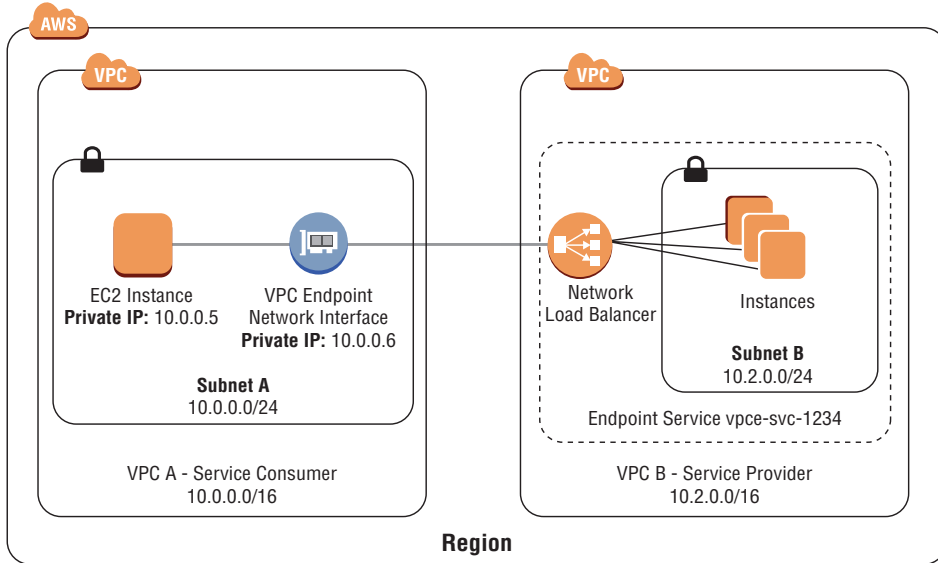 AWS
VPC
VPC
EC2 Instance
Private IP: 10.0.0.5
VPC Endpoint
Network Interface
Private IP: 10.0.0.6
Subnet A
10.0.0.0/24
VPC A - Service Consumer
10.0.0.0/16
Network
Load Balancer
Instances
Subnet B
10.2.0.0/24
Endpoint Service vpce-svc-1234
VPC B - Service Provider
10.2.0.0/16
Region